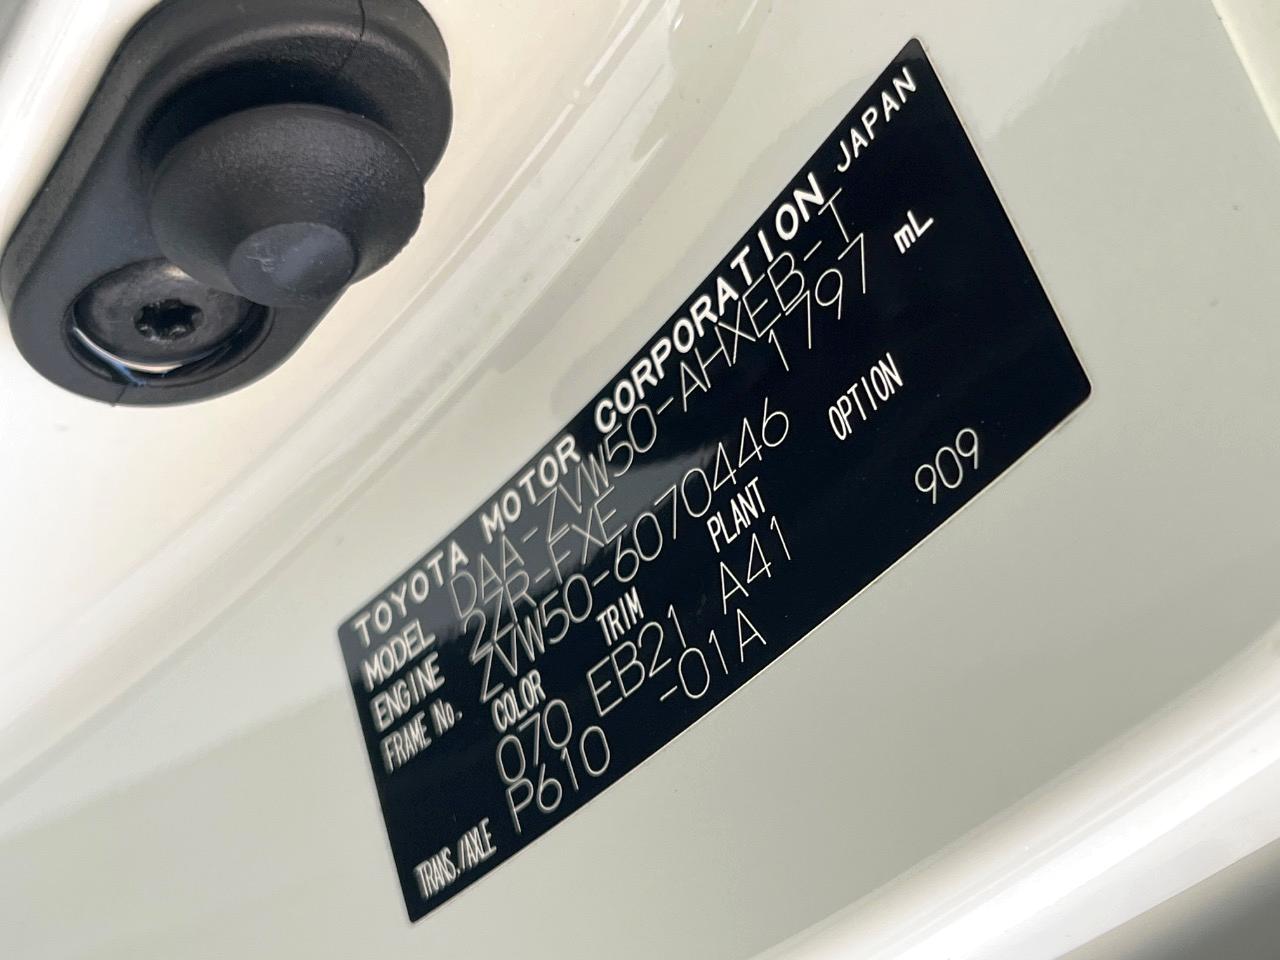 TOYOTA MOTOR CORPORATION JAPAN
MODEL DAA-ZVW50-AHXEB-T
ENGINE 2ZR-FXE 1797 mL
FRAME No. ZVW50-6070446
COLOR TRIM PLANT OPTION
070 EB21 A41 909
TRANS./AXLE P610 -01A